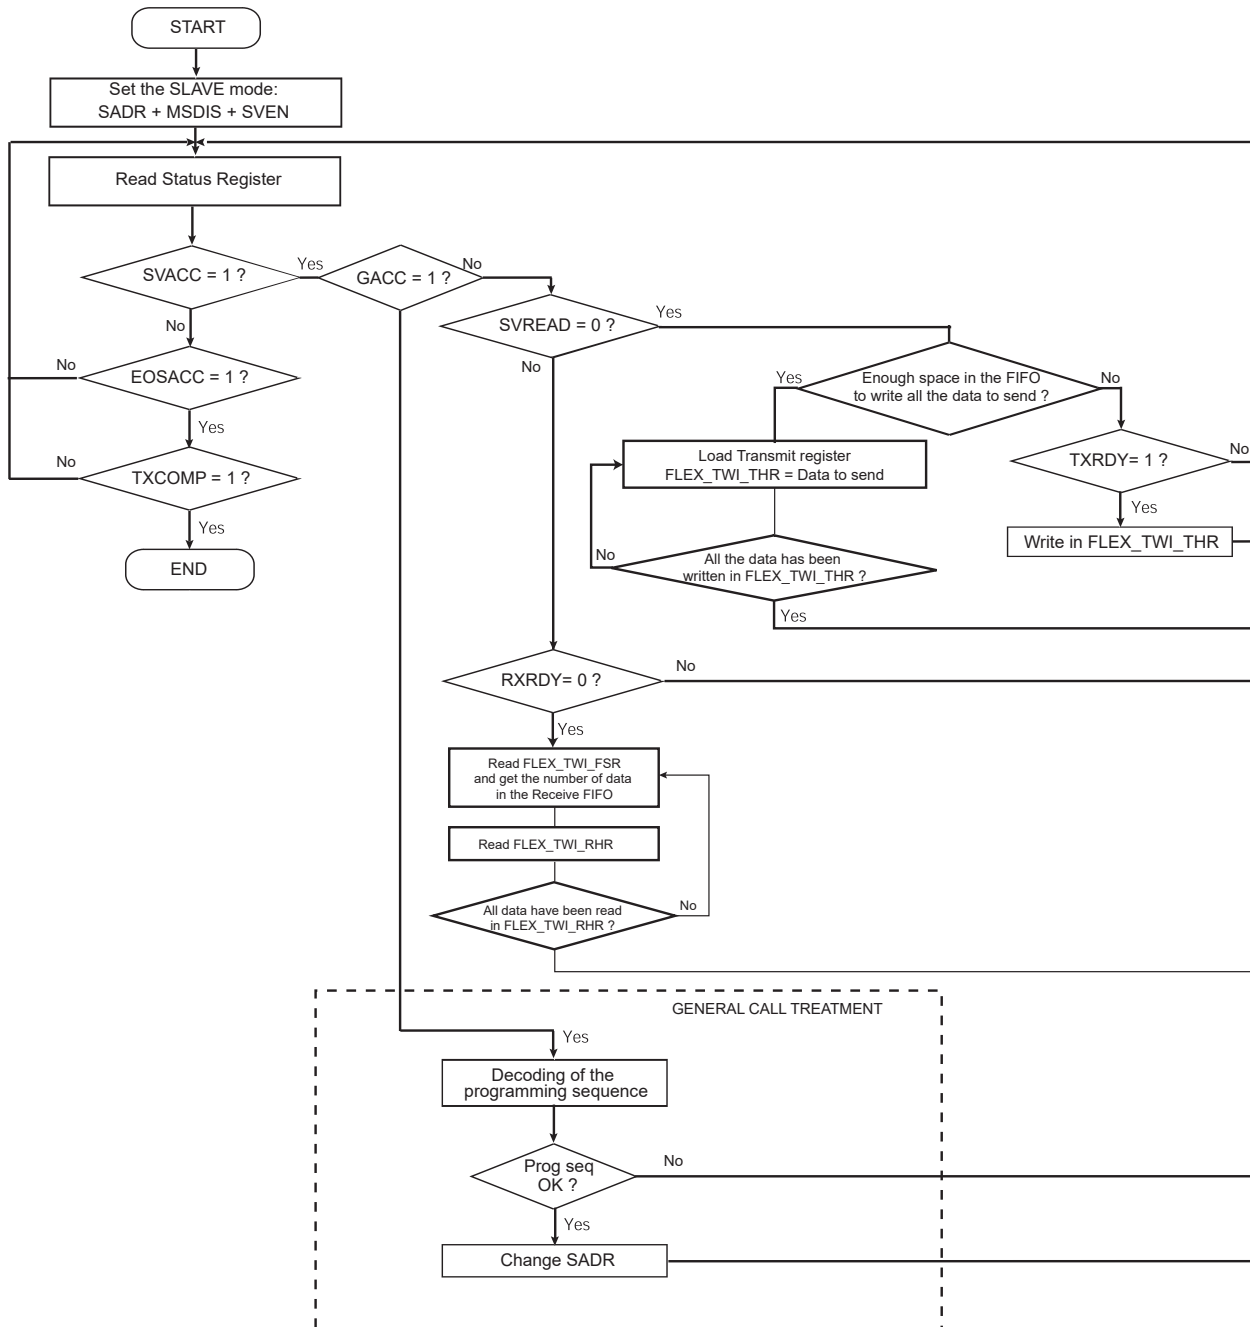 START
Set the SLAVE mode:
SADR + MSDIS + SVEN
Read Status Register
SVACC = 1 ?
Yes
GACC = 1 ?
No
SVREAD = 0 ?
Yes
No
No
EOSACC = 1 ?
No
Yes
TXCOMP = 1 ?
No
Yes
END
Enough space in the FIFO
to write all the data to send ?
Yes
No
Load Transmit register
FLEX_TWI_THR = Data to send
TXRDY= 1 ?
No
Yes
Write in FLEX_TWI_THR
All the data has been
written in FLEX_TWI_THR ?
No
Yes
RXRDY= 0 ?
No
Yes
Read FLEX_TWI_FSR
and get the number of data
in the Receive FIFO
Read FLEX_TWI_RHR
All data have been read
in FLEX_TWI_RHR ?
No
GENERAL CALL TREATMENT
Yes
Decoding of the
programming sequence
Prog seq
OK ?
No
Yes
Change SADR